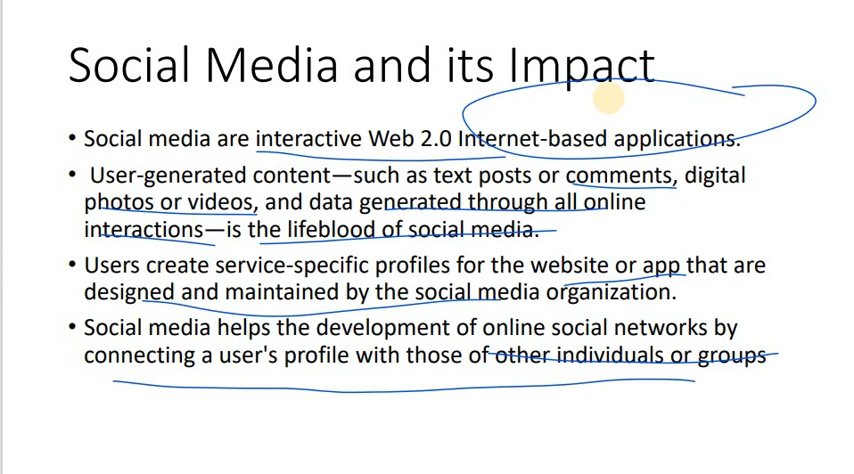 Social Media and its Impact
• Social media are interactive Web 2.0 Internet-based applications.
• User-generated content—such as text posts or comments, digital
photos or videos, and data generated through all online
interactions—is the lifeblood of social media.
• Users create service-specific profiles for the website or app that are
designed and maintained by the social media organization.
• Social media helps the development of online social networks by
connecting a user's profile with those of other individuals or groups